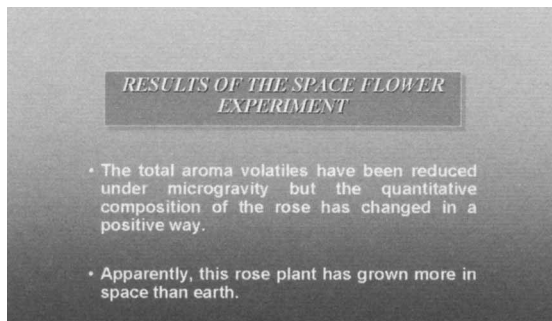 RESULTS OF THE SPACE FLOWER
EXPERIMENT
• The total aroma volatiles have been reduced
under microgravity but the quantitative
composition of the rose has changed in a
positive way.
• Apparently, this rose plant has grown more in
space than earth.